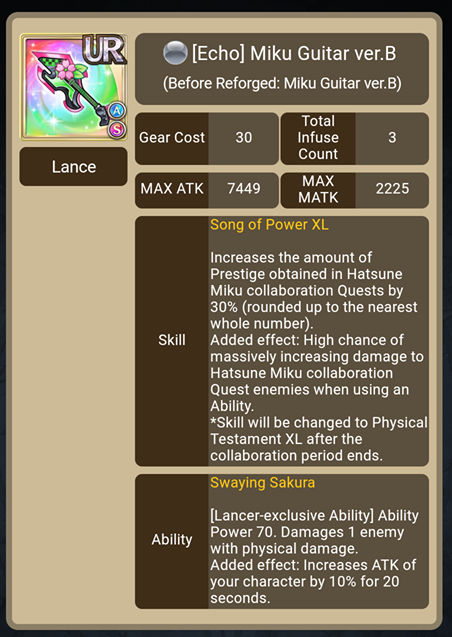 UR
[Echo] Miku Guitar ver.B
(Before Reforged: Miku Guitar ver.B)
A
S
Lance
Gear Cost 30
Total Infuse Count 3
MAX ATK 7449
MAX MATK 2225
Skill
Song of Power XL
Increases the amount of
Prestige obtained in Hatsune
Miku collaboration Quests by
30% (rounded up to the nearest
whole number).
Added effect: High chance of
massively increasing damage to
Hatsune Miku collaboration
Quest enemies when using an
Ability.
*Skill will be changed to Physical
Testament XL after the
collaboration period ends.
Ability
Swaying Sakura
[Lancer-exclusive Ability] Ability
Power 70. Damages 1 enemy
with physical damage.
Added effect: Increases ATK of
your character by 10% for 20
seconds.